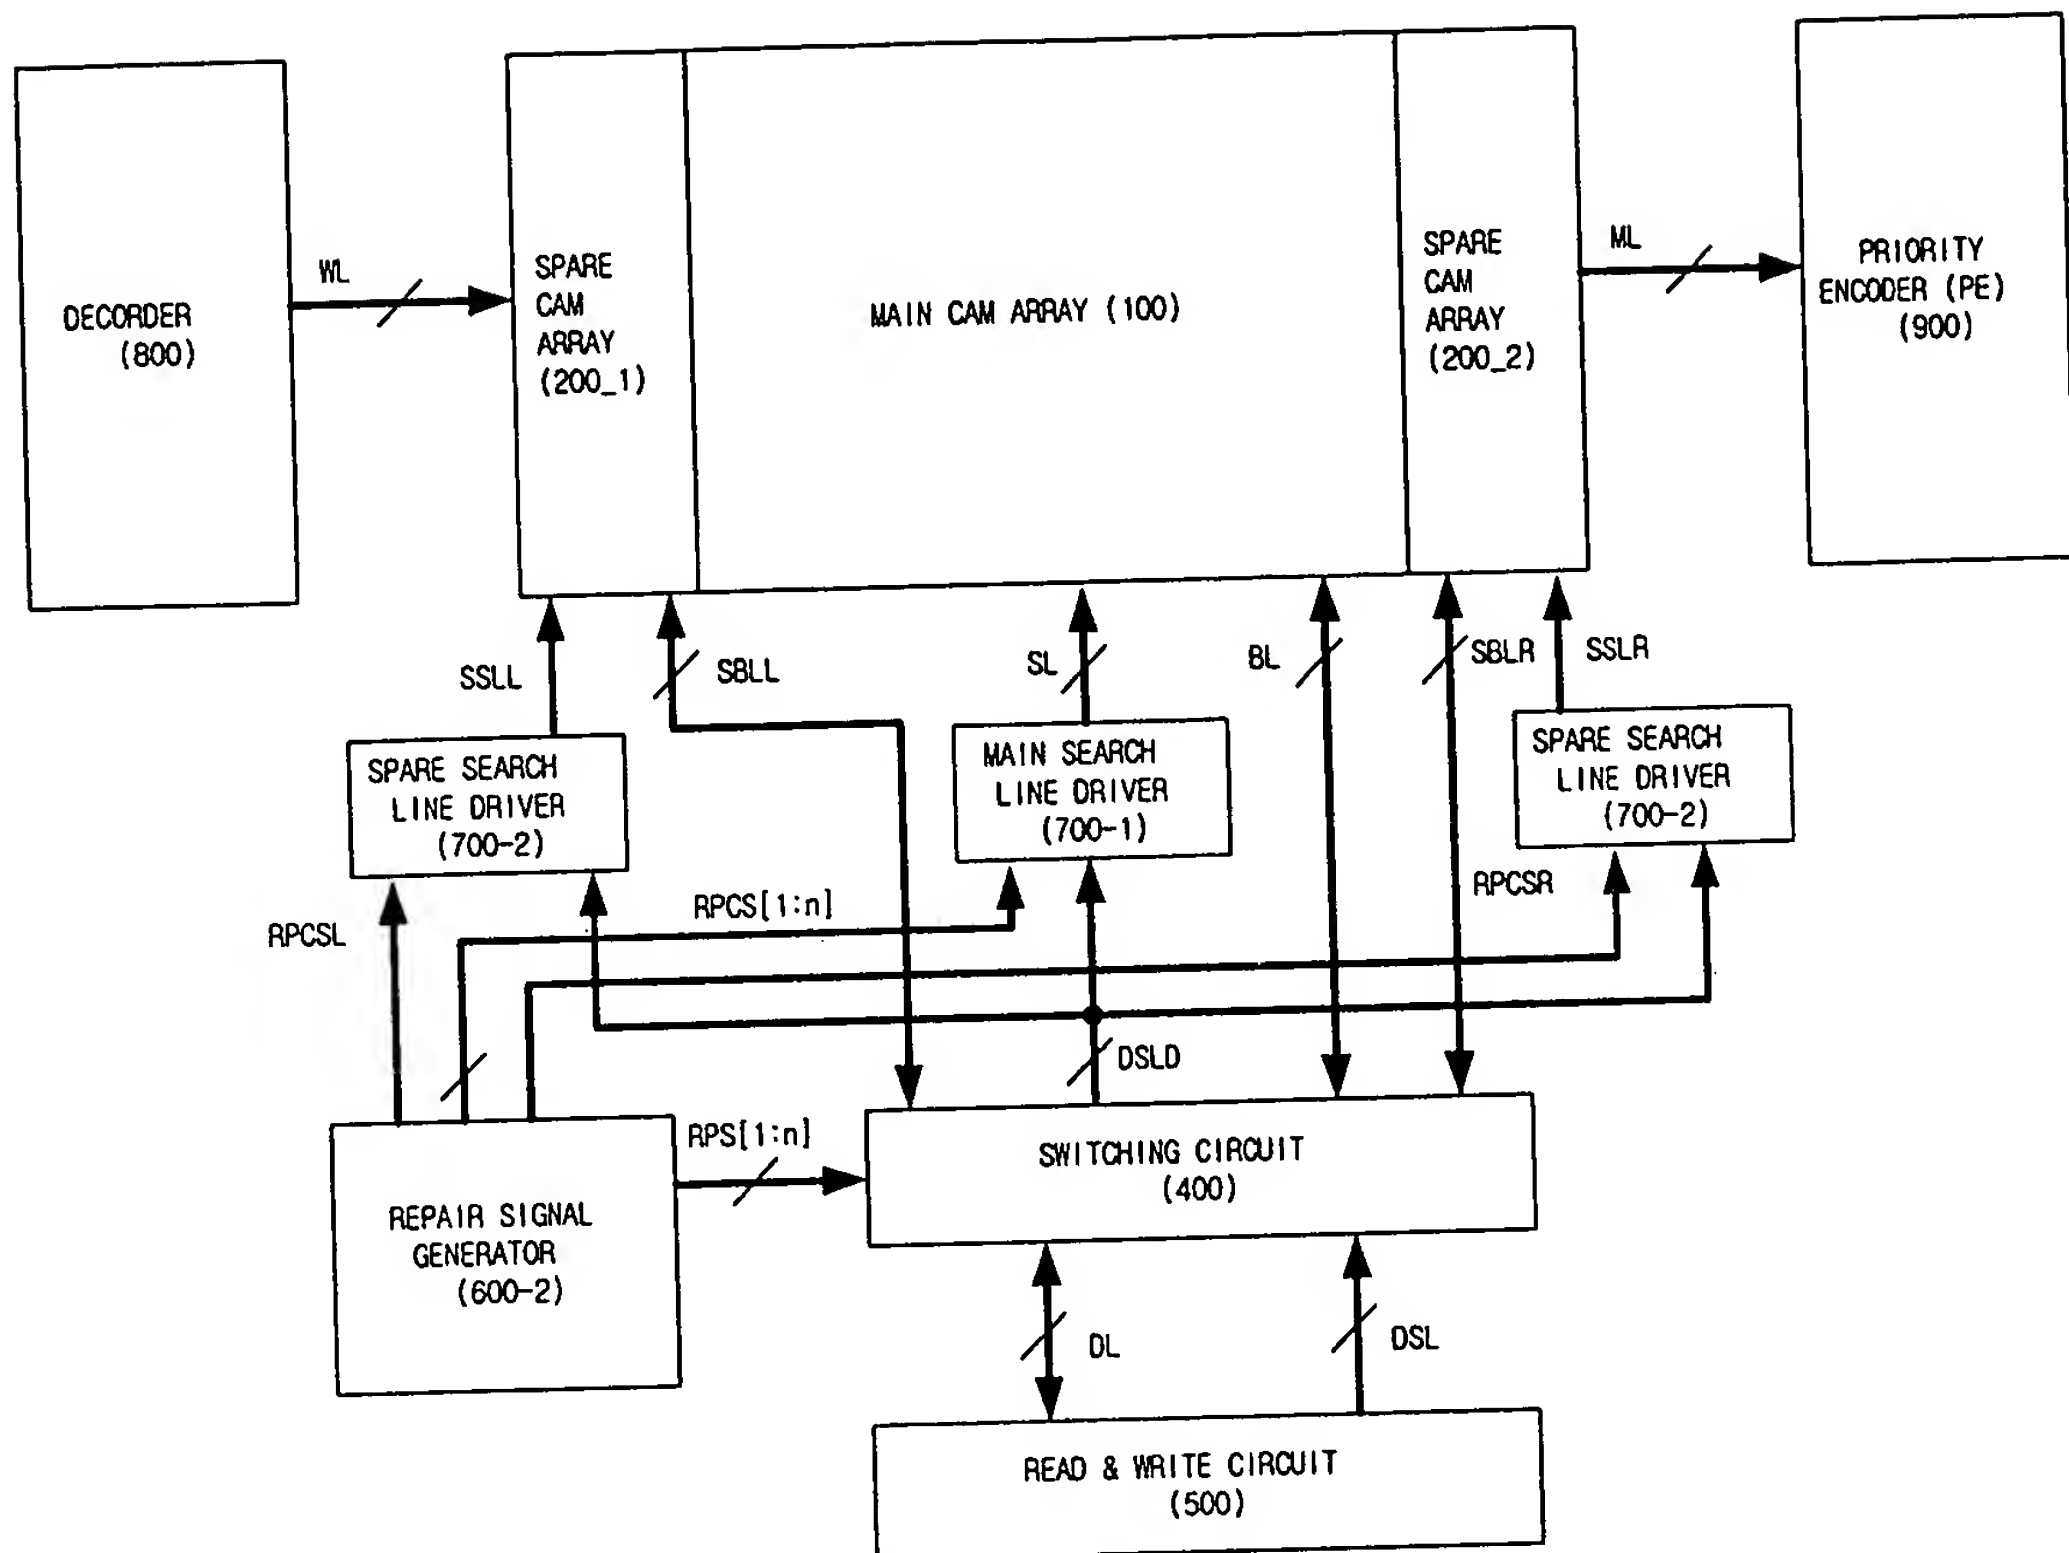 DECORDER
(800)
WL
SPARE
CAM
ARRAY
(200_1)
MAIN CAM ARRAY (100)
SPARE
CAM
ARRAY
(200_2)
ML
PRIORITY
ENCODER (PE)
(900)
SSLL
SBLL
SL
BL
SBLR
SSLR
SPARE SEARCH
LINE DRIVER
(700-2)
MAIN SEARCH
LINE DRIVER
(700-1)
SPARE SEARCH
LINE DRIVER
(700-2)
RPCSL
RPCS[1:n]
RPCSR
DSLD
RPS[1:n]
SWITCHING CIRCUIT
(400)
REPAIR SIGNAL
GENERATOR
(600-2)
DL
DSL
READ & WRITE CIRCUIT
(500)